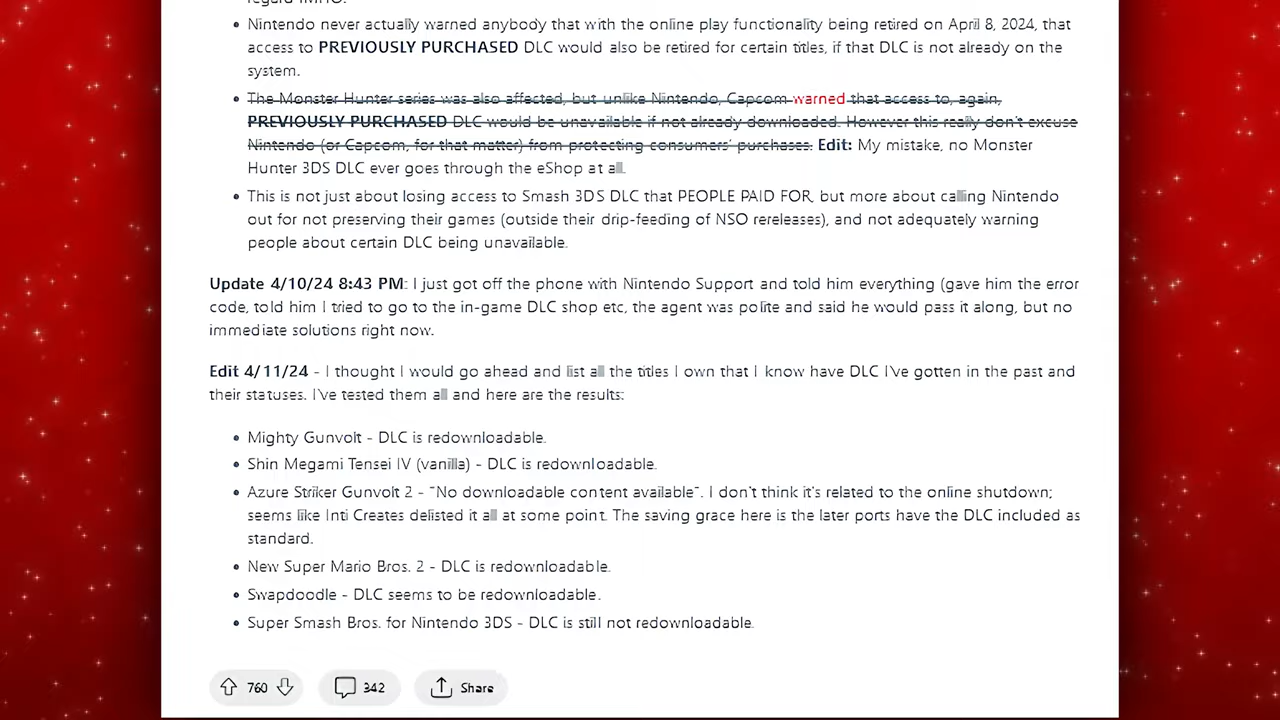 Nintendo never actually warned anybody that with the online play functionality being retired on April 8, 2024, that
access to PREVIOUSLY PURCHASED DLC would also be retired for certain titles, if that DLC is not already on the
system.
The Monster Hunter series was also affected, but unlike Nintendo, Capcom warned that access to, again,
PREVIOUSLY PURCHASED DLC would be unavailable if not already downloaded. However this really don't excuse
Nintendo (or Capcom, for that matter) from protecting consumers' purchases. Edit: My mistake, no Monster
Hunter 3DS DLC ever goes through the eShop at all.
This is not just about losing access to Smash 3DS DLC that PEOPLE PAID FOR, but more about calling Nintendo
out for not preserving their games (outside their drip-feeding of NSO rereleases), and not adequately warning
people about certain DLC being unavailable.
Update 4/10/24 8:43 PM: I just got off the phone with Nintendo Support and told him everything (gave him the error
code, told him I tried to go to the in-game DLC shop etc, the agent was polite and said he would pass it along, but no
immediate solutions right now.
Edit 4/11/24 - I thought I would go ahead and list all the titles I own that I know have DLC I've gotten in the past and
their statuses. I've tested them all and here are the results:
Mighty Gunvolt - DLC is redownloadable.
Shin Megami Tensei IV (vanilla) - DLC is redownloadable.
Azure Striker Gunvolt 2 - "No downloadable content available". I don't think it's related to the online shutdown;
seems like Inti Creates delisted it all at some point. The saving grace here is the later ports have the DLC included as
standard.
New Super Mario Bros. 2 - DLC is redownloadable.
Swapdoodle - DLC seems to be redownloadable.
Super Smash Bros. for Nintendo 3DS - DLC is still not redownloadable.
760 342 Share